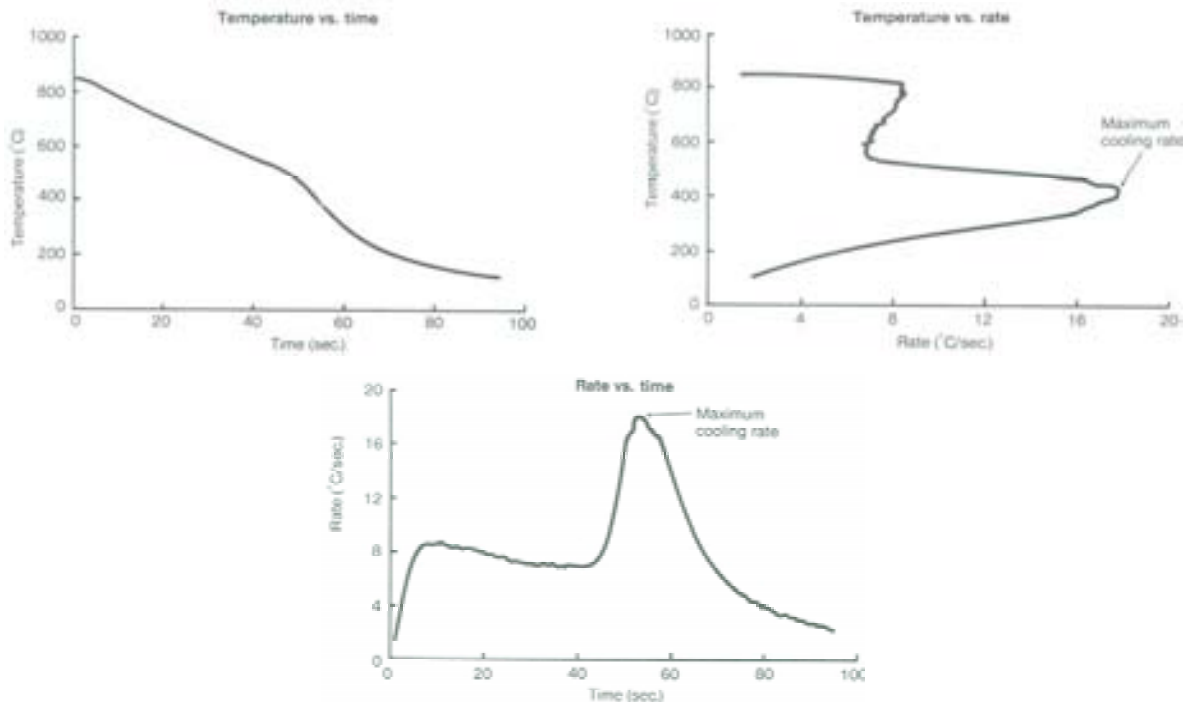 Temperature vs. time
1000
800
600
400
200
0
Temperature (°C)
0 20 40 60 80 100
Time (sec.)
Temperature vs. rate
1000
800
600
400
200
0
Temperature (°C)
Maximum
cooling rate
0 4 8 12 16 20
Rate (°C/sec.)
Rate vs. time
20
16
12
8
4
0
Rate (°C/sec.)
Maximum
cooling rate
0 20 40 60 80 100
Time (sec.)